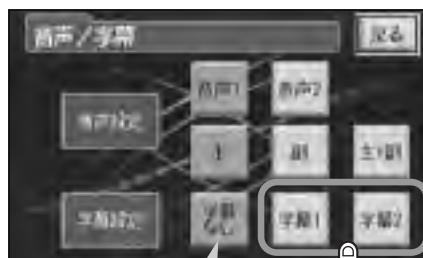 音声/字幕
戻る
音声1 音声2
音声設定
主 副 主/副
字幕設定 字幕なし 字幕1 字幕2